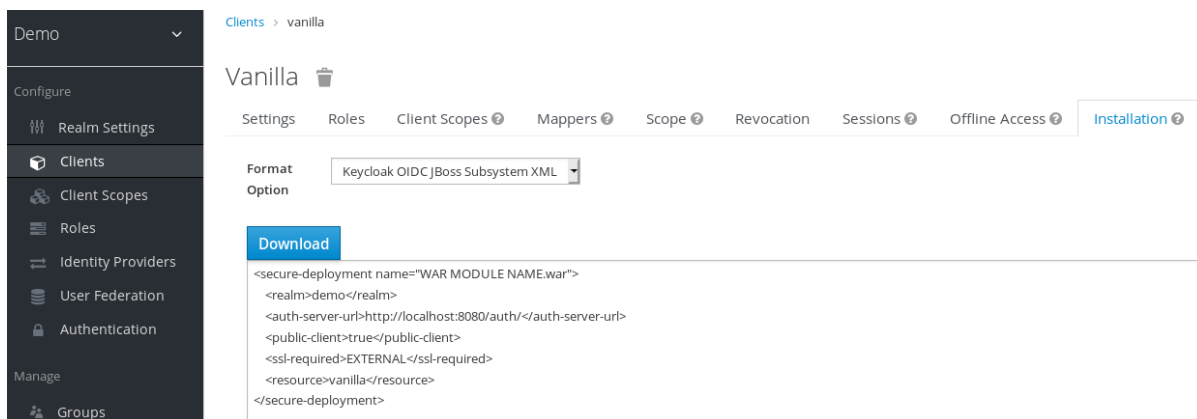 Demo
Configure
Realm Settings
Clients
Client Scopes
Roles
Identity Providers
User Federation
Authentication
Manage
Groups
Clients > vanilla
Vanilla
Settings Roles Client Scopes Mappers Scope Revocation Sessions Offline Access Installation
Format
Option
Keycloak OIDC JBoss Subsystem XML
Download
<secure-deployment name="WAR MODULE NAME.war">
<realm>demo</realm>
<auth-server-url>http://localhost:8080/auth/</auth-server-url>
<public-client>true</public-client>
<ssl-required>EXTERNAL</ssl-required>
<resource>vanilla</resource>
</secure-deployment>